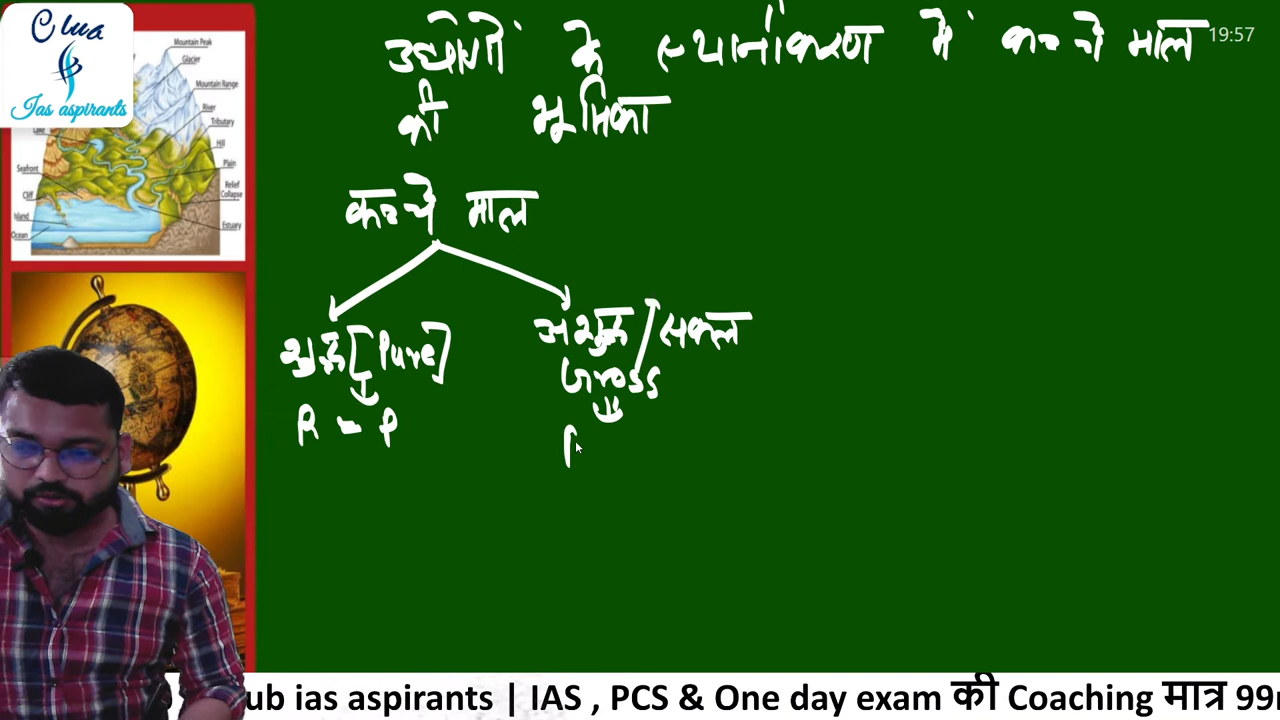 Clua
Ias aspirants
Mountain Peak
Glacier
Mountain Range
River
Tributary
Lake
Hill
Seafont
Plain
Cliff
Relief
Collapse
Island
Estuary
Ocean
उद्योगों के स्थानीकरण में कच्चे माल 19:57
की भूमिका
कच्चे माल
शुद्ध [Pure] अशुद्ध / सकल
Gross
R = P
ub ias aspirants | IAS , PCS & One day exam की Coaching मात्र 99